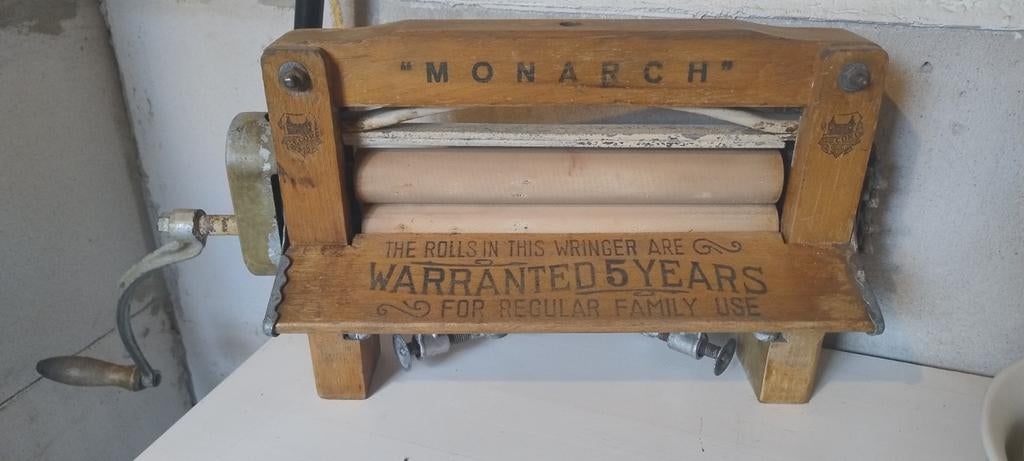 "MONARCH"
THE ROLLS IN THIS WRINGER ARE
WARRANTED 5 YEARS
FOR REGULAR FAMILY USE